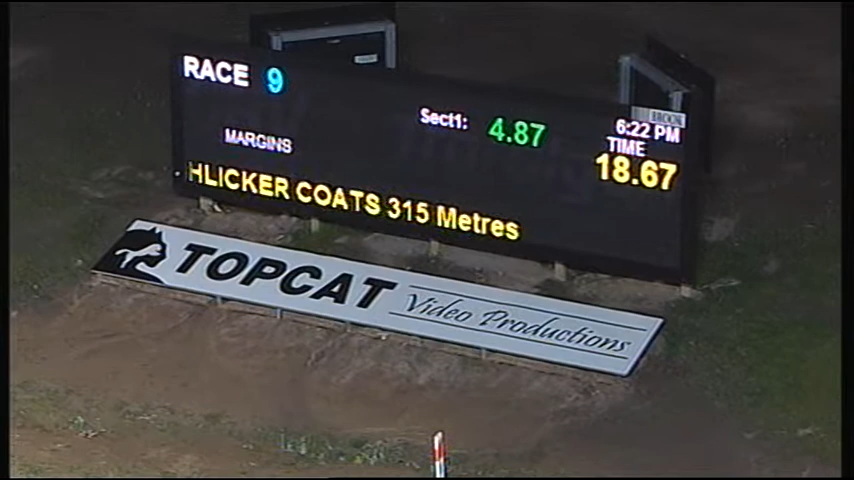 RACE 9
Sect1: 4.87
6:22 PM
MARGINS
TIME
18.67
HLICKER COATS 315 Metres
TOPCAT Video Productions